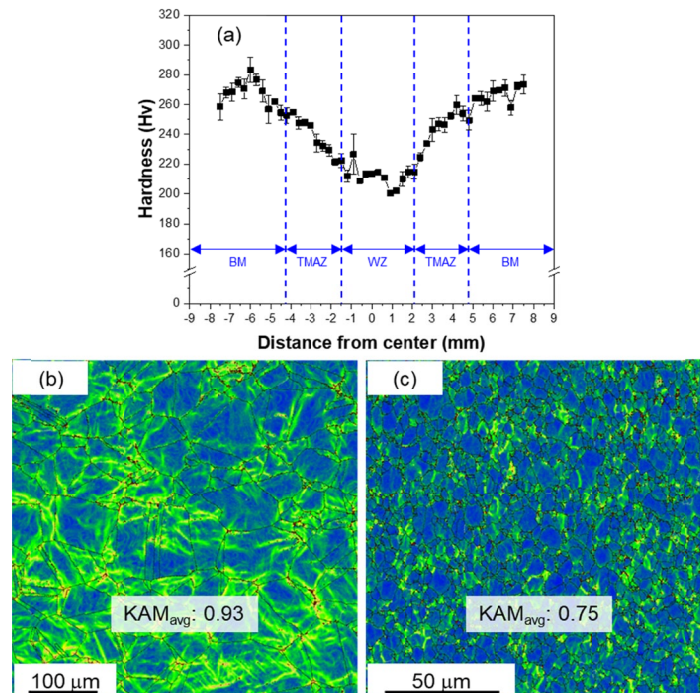 (a)
Hardness (Hv)
320
300
280
260
240
220
200
180
160
0
BM
TMAZ
WZ
TMAZ
BM
-9 -8 -7 -6 -5 -4 -3 -2 -1 0 1 2 3 4 5 6 7 8 9
Distance from center (mm)
(b)
KAMavg: 0.93
100 μm
(c)
KAMavg: 0.75
50 μm